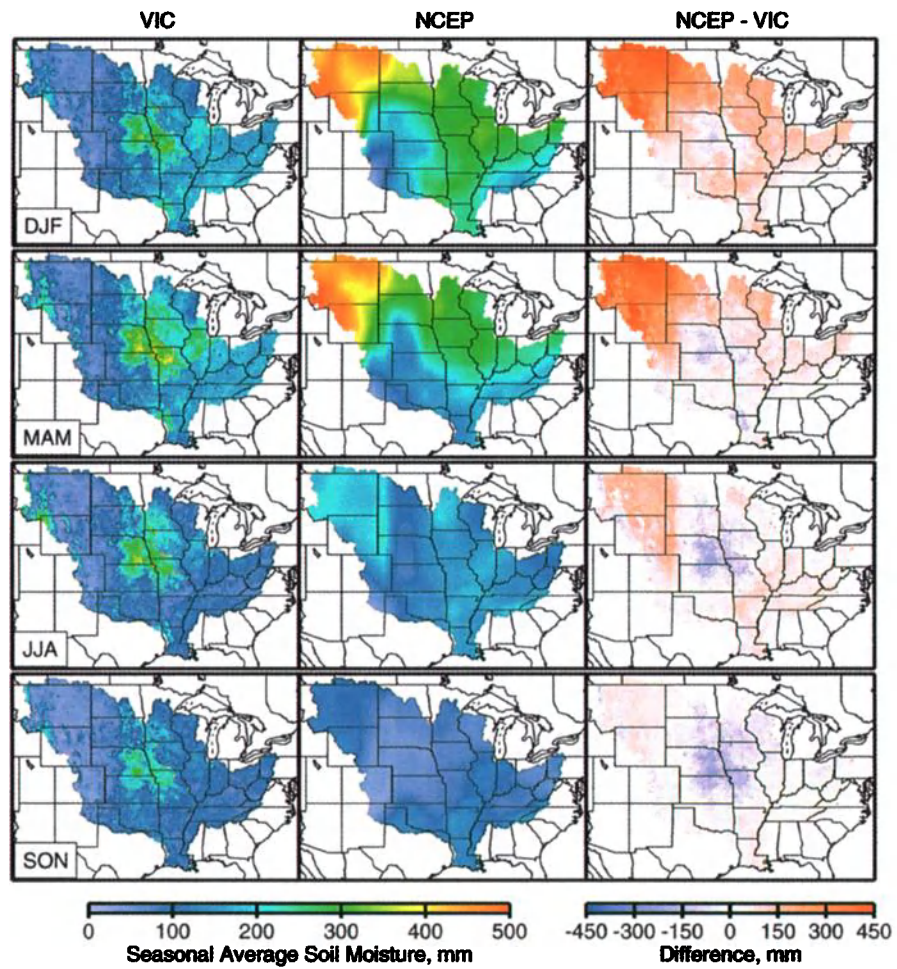 VIC NCEP NCEP - VIC
DJF
MAM
JJA
SON
0 100 200 300 400 500 -450 -300 -150 0 150 300 450
Seasonal Average Soil Moisture, mm Difference, mm